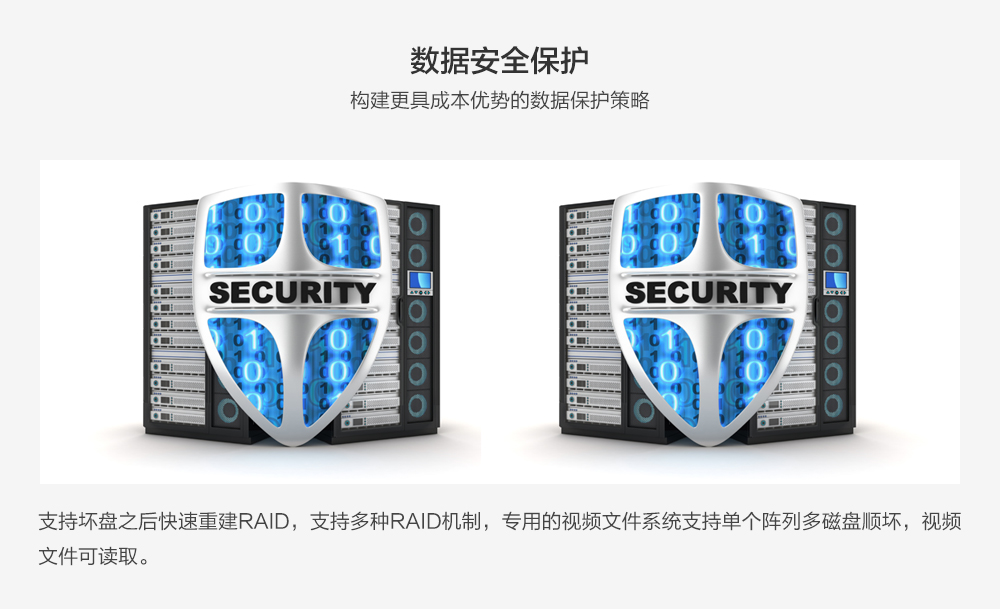 数据安全保护
构建更具成本优势的数据保护策略
SECURITY
SECURITY
支持坏盘之后快速重建RAID，支持多种RAID机制，专用的视频文件系统支持单个阵列多磁盘顺坏，视频
文件可读取。